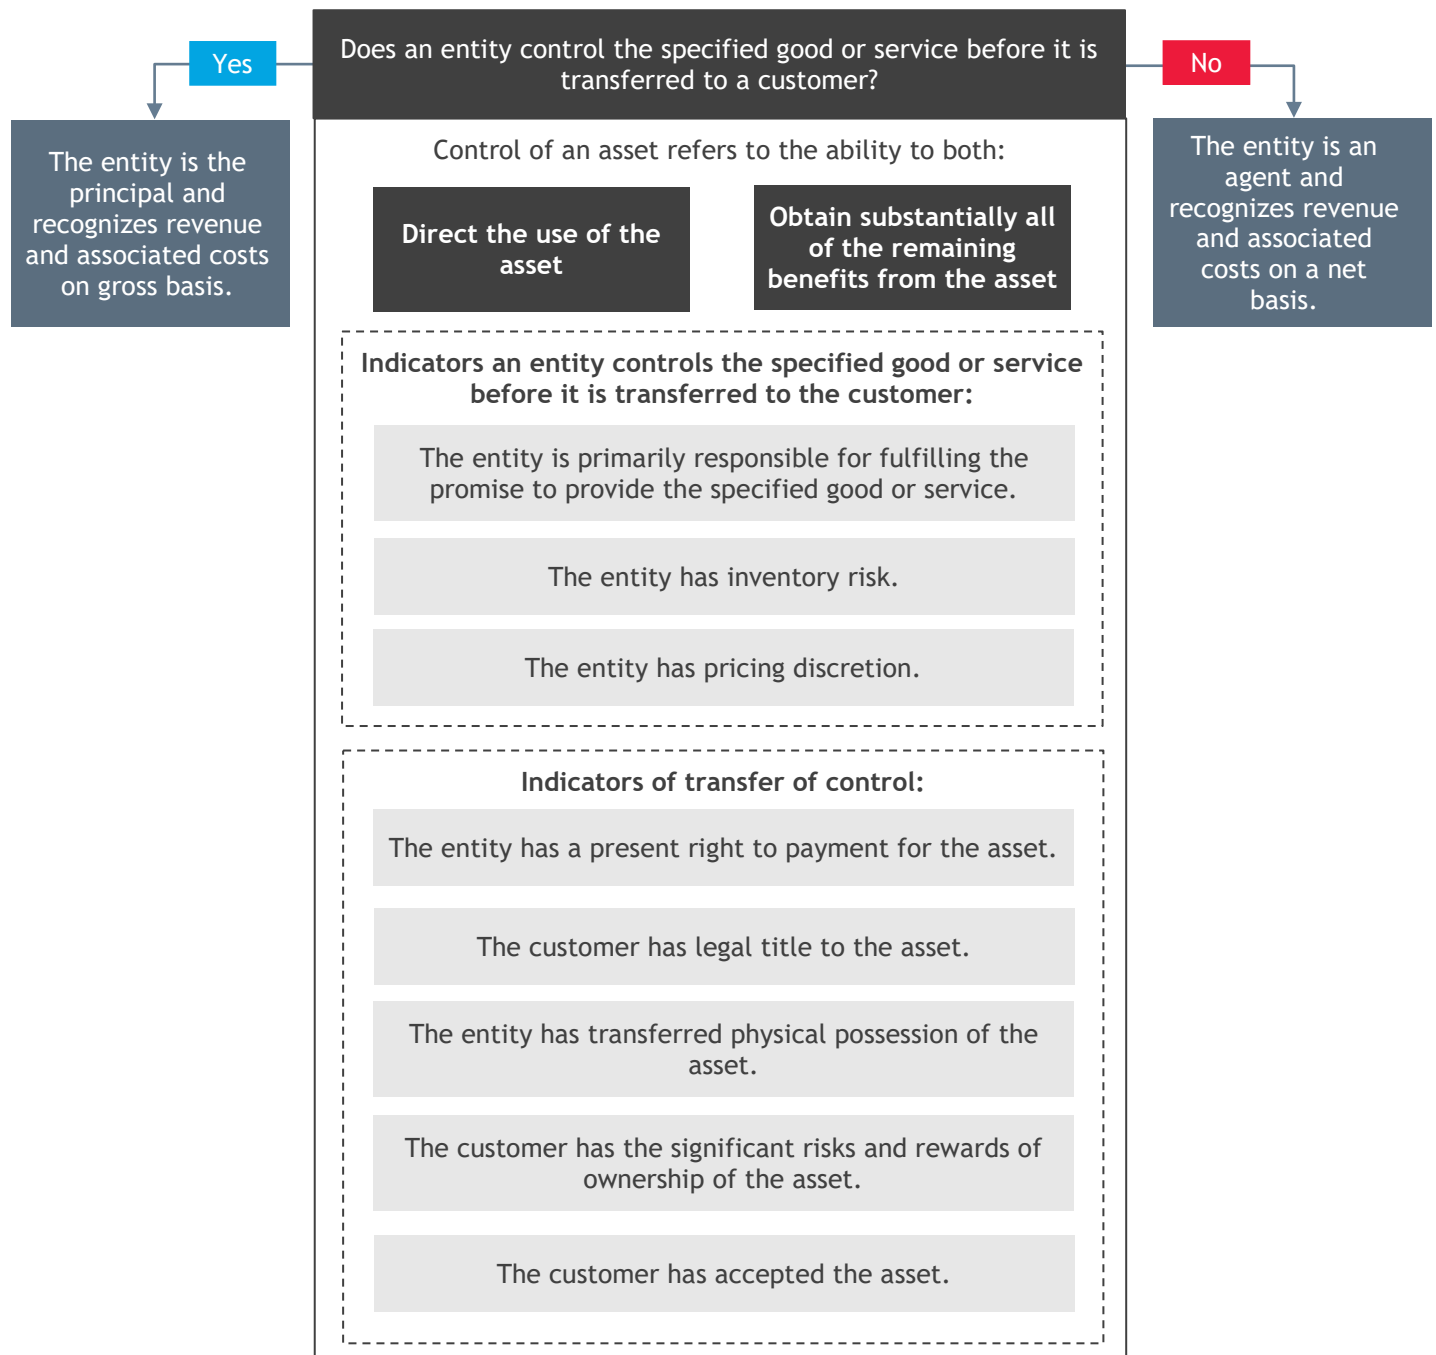 Does an entity control the specified good or service before it is
transferred to a customer?
Yes
No
The entity is the
principal and
recognizes revenue
and associated costs
on gross basis.
The entity is an
agent and
recognizes revenue
and associated
costs on a net
basis.
Control of an asset refers to the ability to both:
Direct the use of the
asset
Obtain substantially all
of the remaining
benefits from the asset
Indicators an entity controls the specified good or service
before it is transferred to the customer:
The entity is primarily responsible for fulfilling the
promise to provide the specified good or service.
The entity has inventory risk.
The entity has pricing discretion.
Indicators of transfer of control:
The entity has a present right to payment for the asset.
The customer has legal title to the asset.
The entity has transferred physical possession of the
asset.
The customer has the significant risks and rewards of
ownership of the asset.
The customer has accepted the asset.